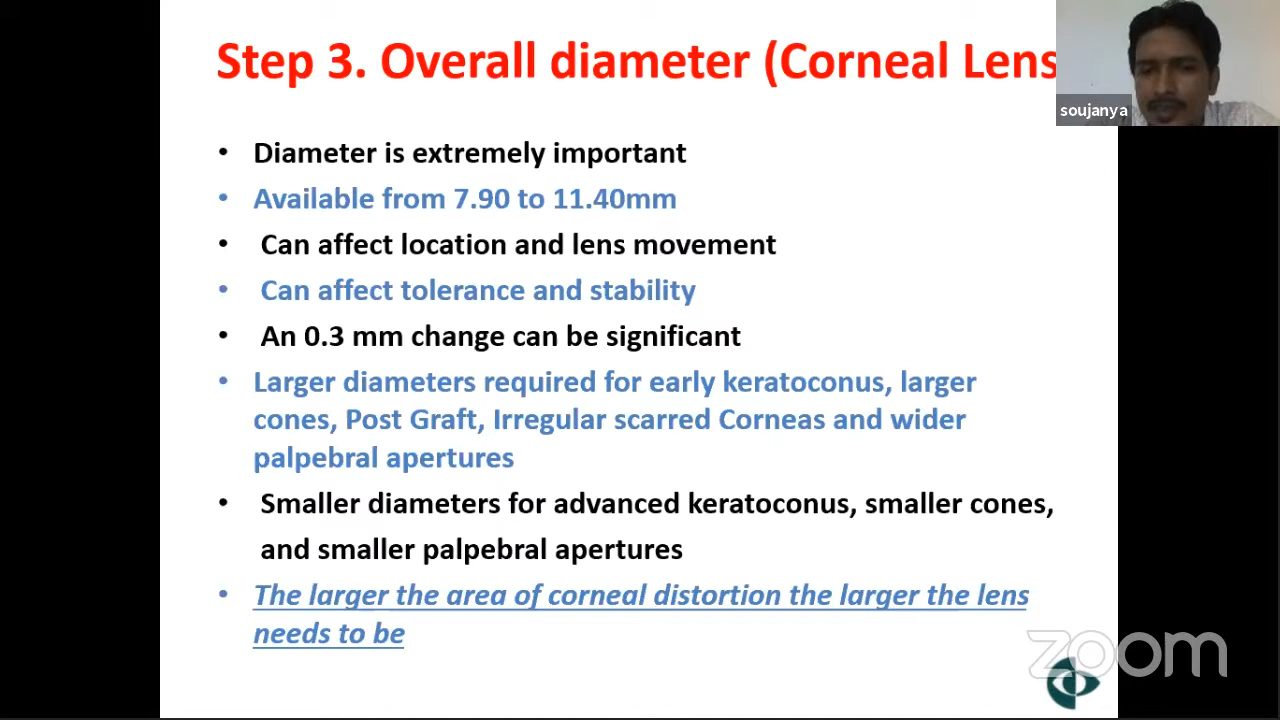 Step 3. Overall diameter (Corneal Lens
soujanya
• Diameter is extremely important
• Available from 7.90 to 11.40mm
• Can affect location and lens movement
• Can affect tolerance and stability
• An 0.3 mm change can be significant
• Larger diameters required for early keratoconus, larger
cones, Post Graft, Irregular scarred Corneas and wider
palpebral apertures
• Smaller diameters for advanced keratoconus, smaller cones,
and smaller palpebral apertures
• The larger the area of corneal distortion the larger the lens
needs to be
zoom